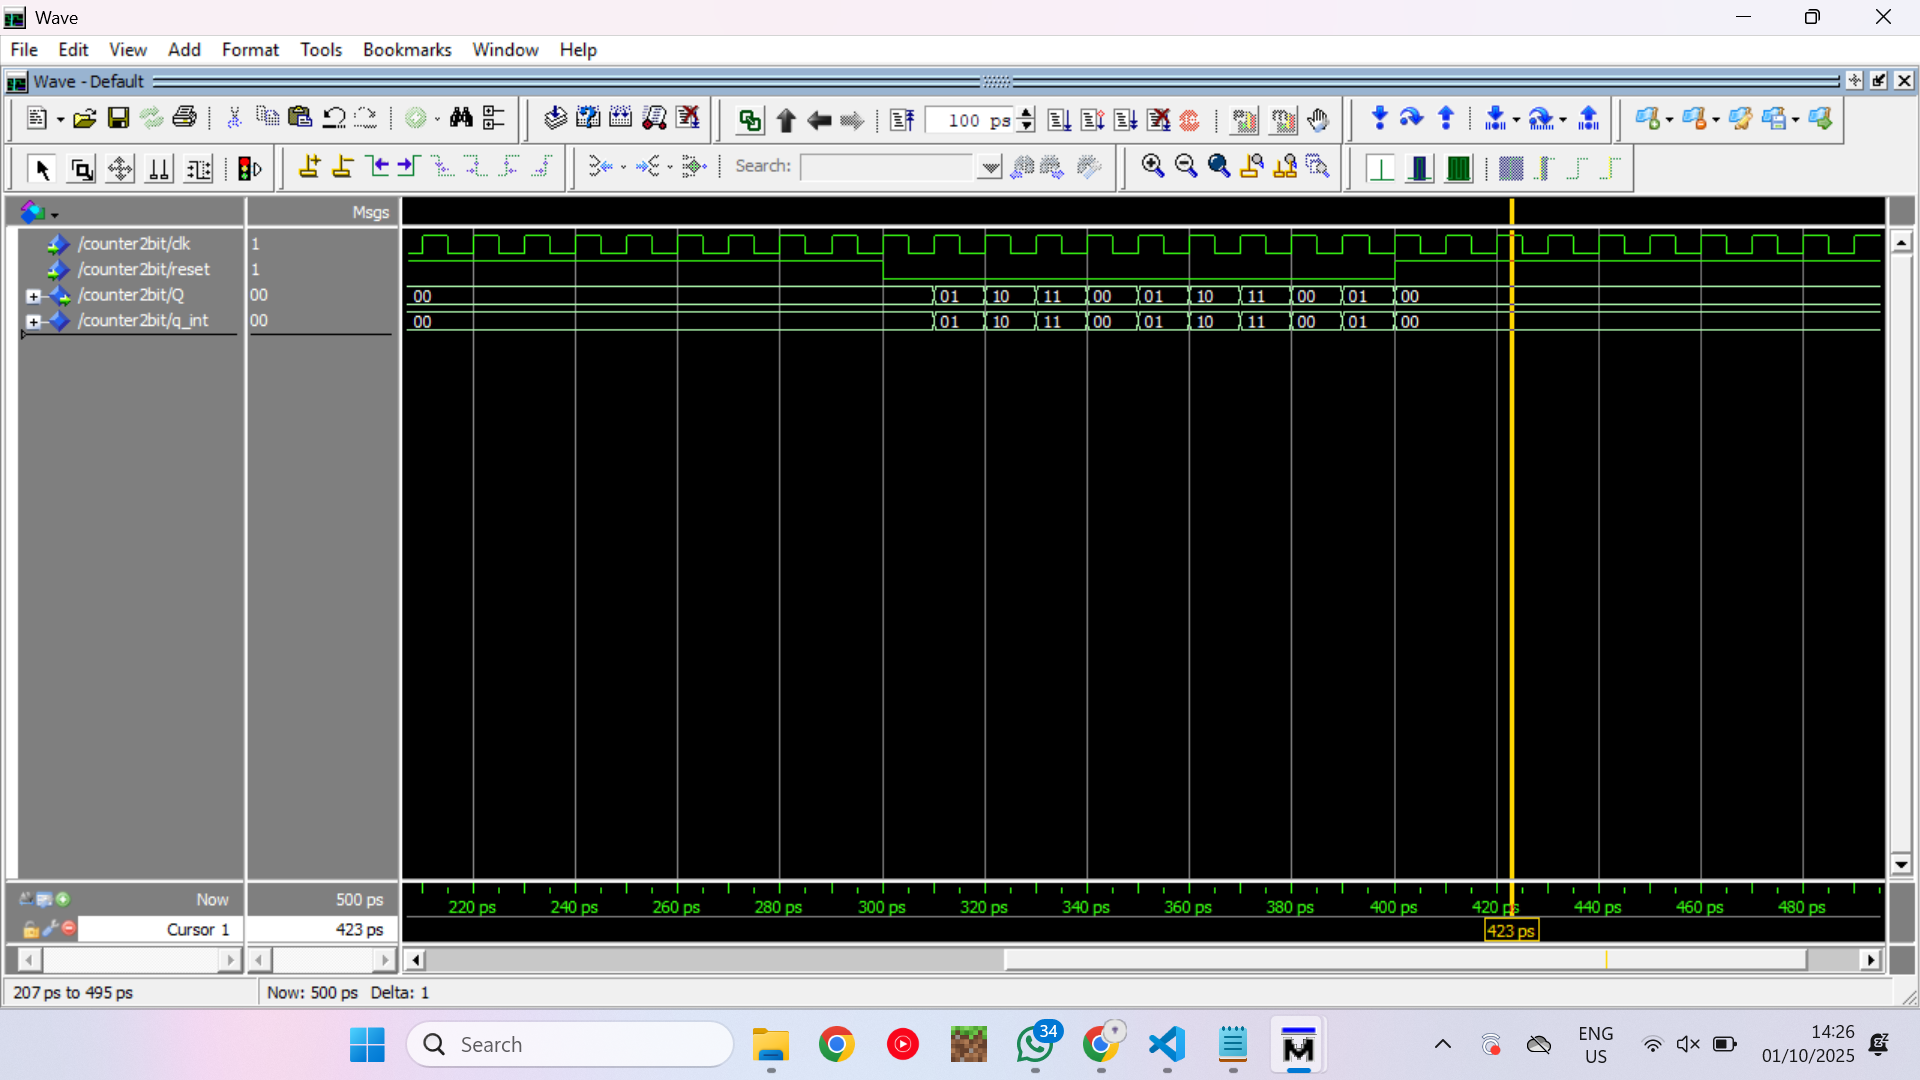 Wave
File Edit View Add Format Tools Bookmarks Window Help
Wave - Default
100 ps
Search:
Msgs
/counter2bit/clk 1
/counter2bit/reset 1
/counter2bit/Q 00 00 01 10 11 00 01 10 11 00 01 00
/counter2bit/q_int 00 00 01 10 11 00 01 10 11 00 01 00
Now 500 ps 220 ps 240 ps 260 ps 280 ps 300 ps 320 ps 340 ps 360 ps 380 ps 400 ps 420 ps 440 ps 460 ps 480 ps
Cursor 1 423 ps 423 ps
207 ps to 495 ps Now: 500 ps Delta: 1
Search 34 ENG US 14:26
01/10/2025